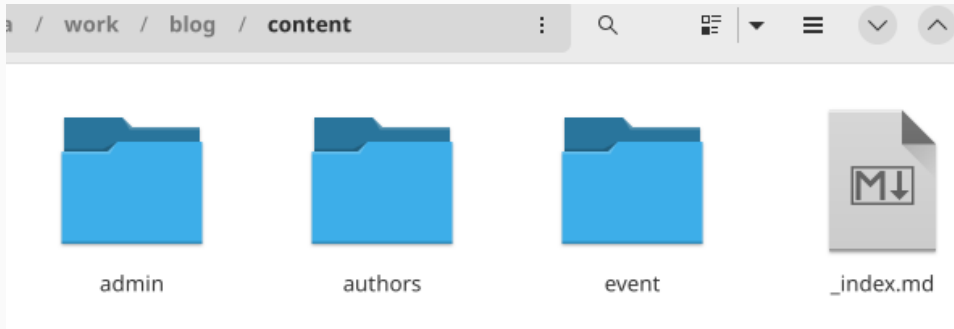 / work / blog / content
admin
authors
event
M
_index.md